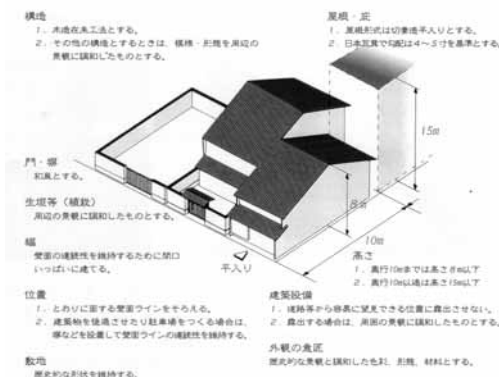 構造
1. 木造在来工法とする。
2. その他の構造とするときは、規模・形態を周辺の
景観に調和したものとする。
屋根・庇
1. 屋根形式は切妻造平入りとする。
2. 日本瓦葺で勾配は4〜5寸を基準とする。
15m
8m
10m
平入り
門・塀
和風とする。
生垣等（植栽）
周辺の景観に調和したものとする。
幅
壁面の連続性を維持するために間口
いっぱいに建てる。
高さ
1. 奥行10mまでは高さ8m以下
2. 奥行10m以遠は高さ15m以下
位置
1. とおりに面する壁面ラインをそろえる。
2. 建築物を後退させたり駐車場をつくる場合は、
塀などを設置して壁面ラインの連続性を維持する。
建築設備
1. 道路等から容易に望見できる位置に露出させない。
2. 露出する場合は、周囲の景観に調和したものとする。
敷地
歴史的な形状を維持する。
外観の意匠
歴史的な景観と調和した色彩、形態、材料とする。